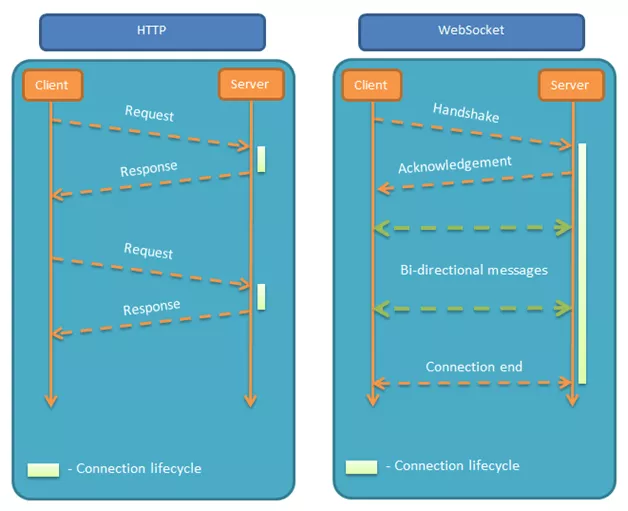 HTTP
Client
Server
Request
Response
Request
Response
- Connection lifecycle
WebSocket
Client
Server
Handshake
Acknowledgement
Bi-directional messages
Connection end
- Connection lifecycle